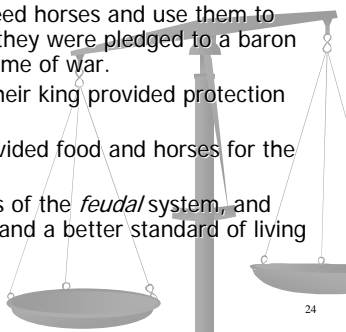 eed horses and use them to
they were pledged to a baron
me of war.
heir king provided protection
vided food and horses for the
s of the feudal system, and
and a better standard of living
24